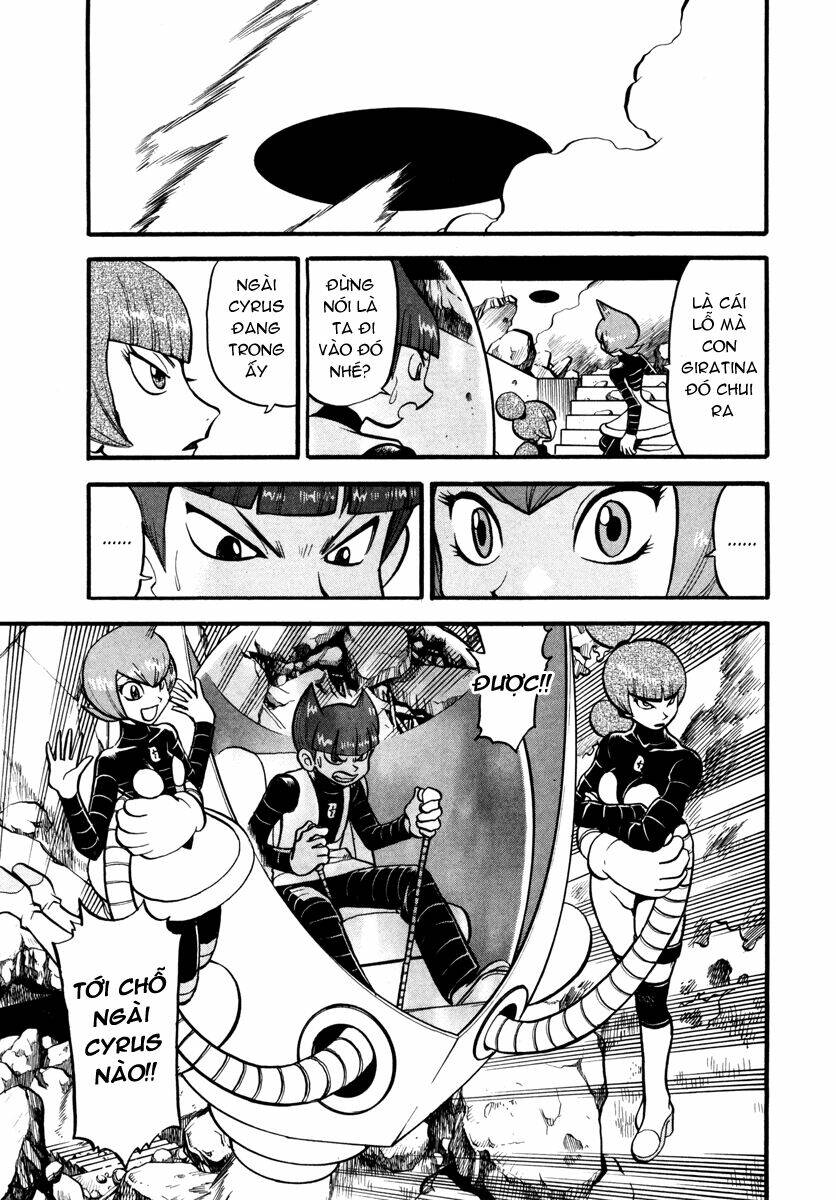 LÀ CÁI
LỖ MÀ
CON
GIRATINA
ĐÓ CHUI
RA
ĐỪNG
NÓI LÀ
TA ĐI
VÀO ĐÓ
NHÉ?
NGÀI
CYRUS
ĐANG
TRONG
ẤY
.......
.......
ĐƯỢC!!
TỚI CHỖ
NGÀI
CYRUS
NÀO!!